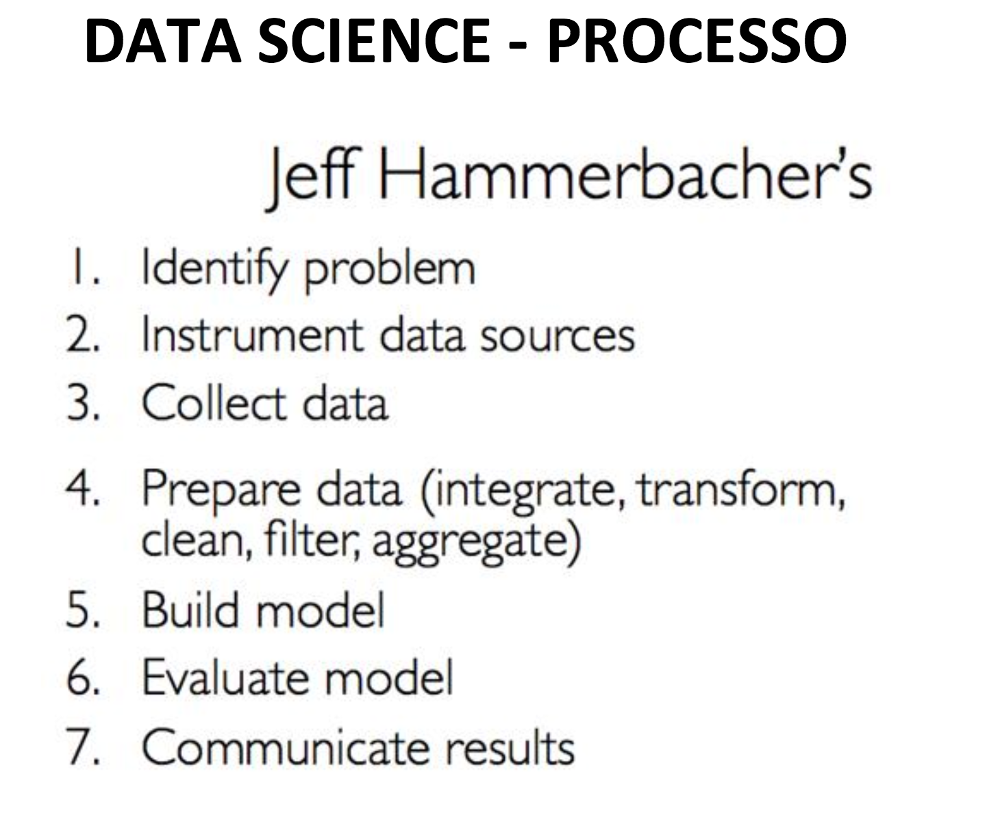 DATA SCIENCE - PROCESSO
Jeff Hammerbacher's
1. Identify problem
2. Instrument data sources
3. Collect data
4. Prepare data (integrate, transform,
clean, filter, aggregate)
5. Build model
6. Evaluate model
7. Communicate results